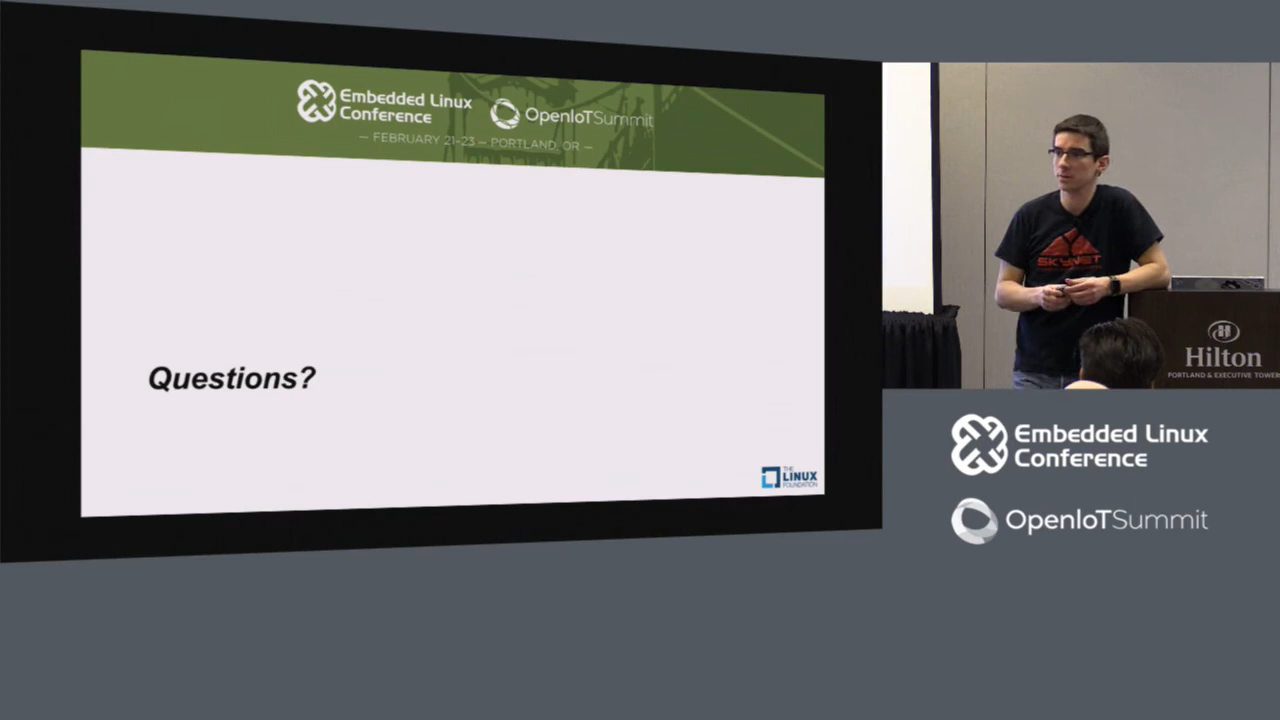 Embedded Linux
Conference
OpenIoTSummit
— FEBRUARY 21-23 — PORTLAND, OR —
Questions?
THE
LINUX
FOUNDATION
SKYNET
Hilton
PORTLAND & EXECUTIVE TOWER
Embedded Linux
Conference
OpenIoTSummit